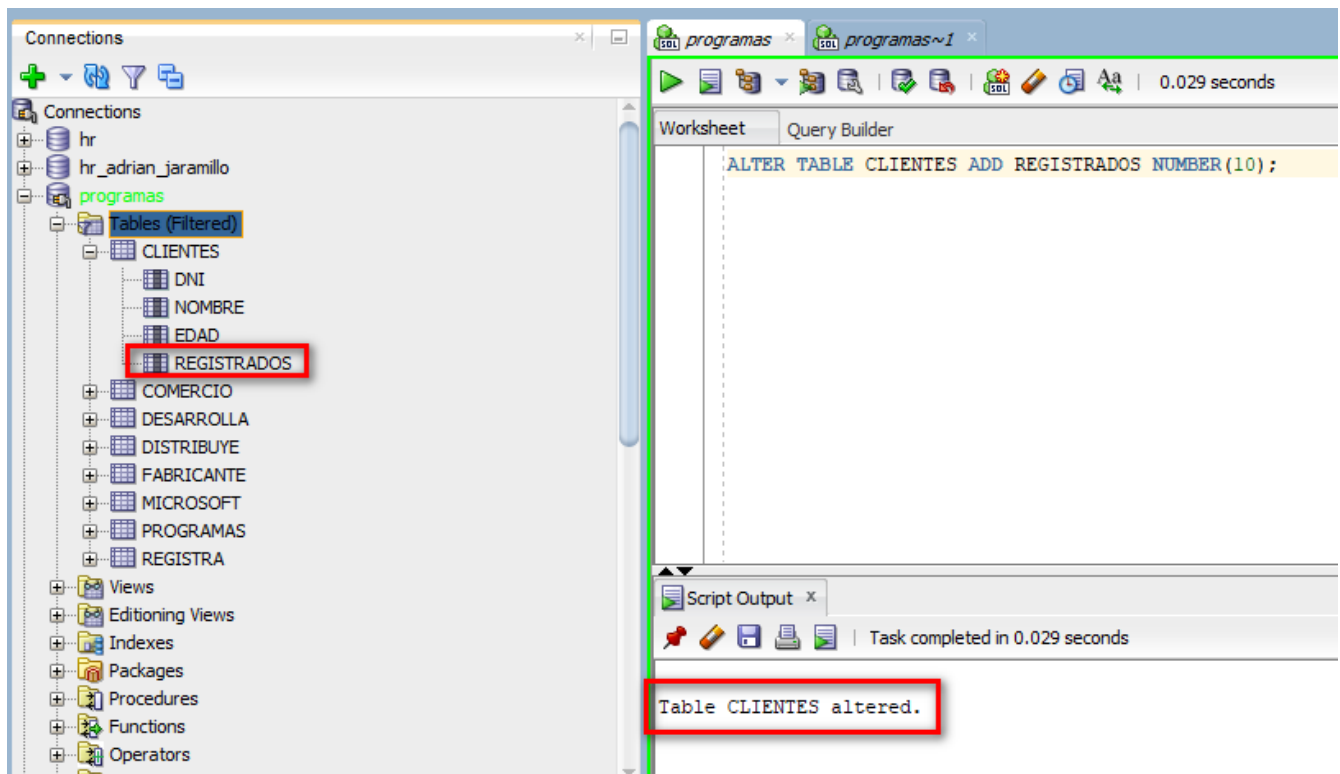 Connections
Connections
hr
hr_adrian_jaramillo
programas
Tables (Filtered)
CLIENTES
DNI
NOMBRE
EDAD
REGISTRADOS
COMERCIO
DESARROLLA
DISTRIBUYE
FABRICANTE
MICROSOFT
PROGRAMAS
REGISTRA
Views
Editioning Views
Indexes
Packages
Procedures
Functions
Operators
programas programas~1
0.029 seconds
Worksheet Query Builder
ALTER TABLE CLIENTES ADD REGISTRADOS NUMBER(10);
Script Output x
Task completed in 0.029 seconds
Table CLIENTES altered.